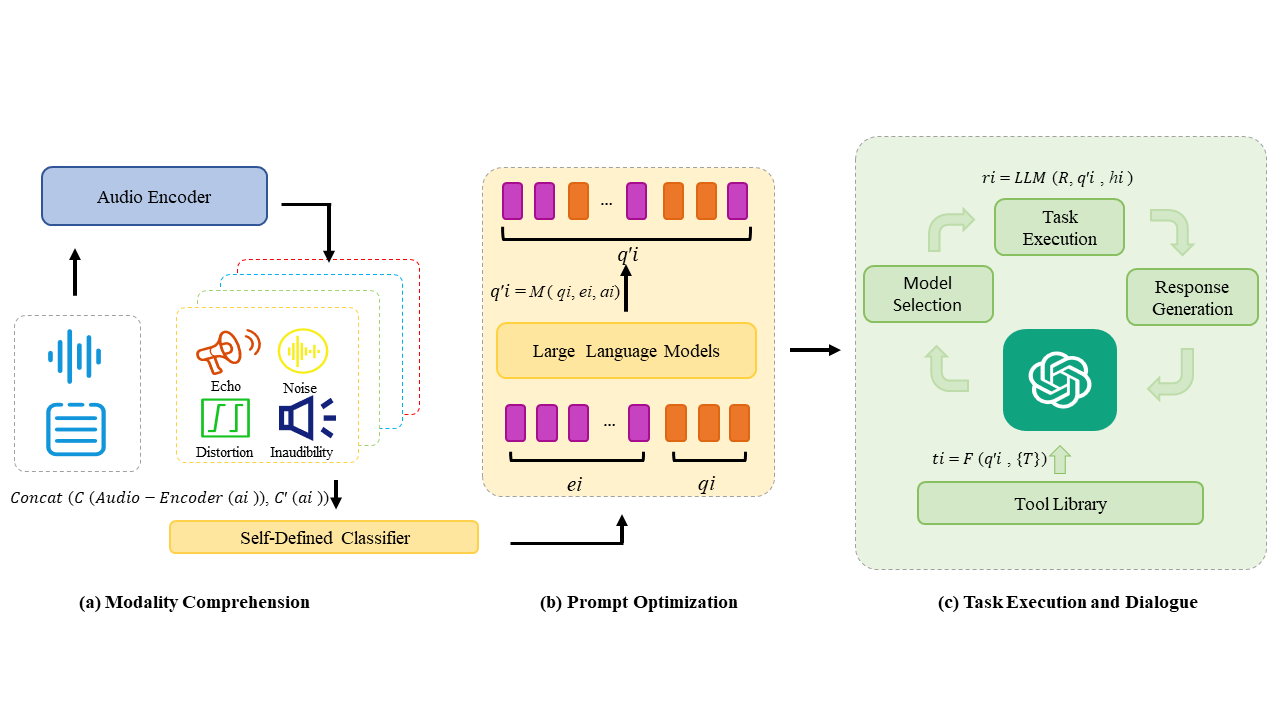 Audio Encoder
Echo
Noise
Distortion
Inaudibility
Concat (C (Audio − Encoder (ai )), C′ (ai ))
Self-Defined Classifier
(a) Modality Comprehension
...
q′i
q′i = M ( qi, ei, ai)
Large Language Models
...
ei
qi
(b) Prompt Optimization
ri = LLM (R, q′i , hi )
Task
Execution
Model
Selection
Response
Generation
ti = F (q′i , {T})
Tool Library
(c) Task Execution and Dialogue